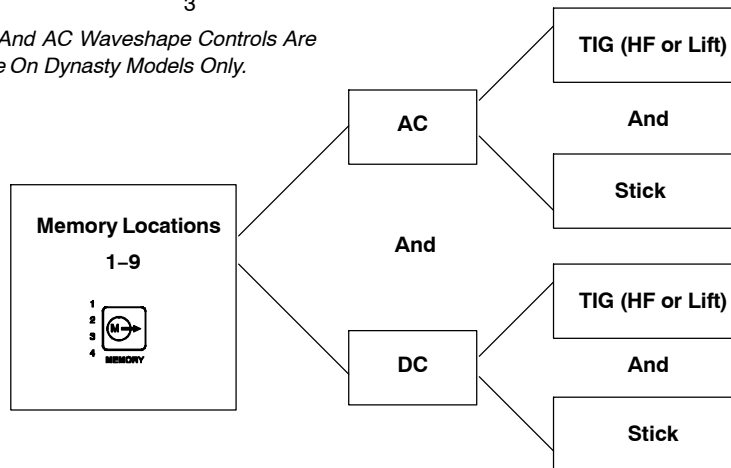 3
And AC Waveshape Controls Are
On Dynasty Models Only.
TIG (HF or Lift)
AC
And
Stick
Memory Locations
1–9
And
1
2
3
4
M
MEMORY
TIG (HF or Lift)
DC
And
Stick